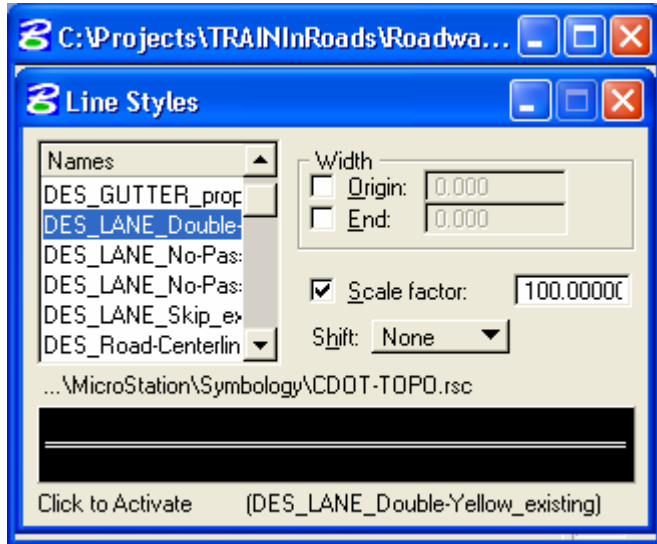 C:\Projects\TRAINInRoads\Roadwa...
Line Styles
Names
DES_GUTTER_prop
DES_LANE_Double-
DES_LANE_No-Pas:
DES_LANE_No-Pas:
DES_LANE_Skip_ex
DES_Road-Centerlin
Width
Origin: 0.000
End: 0.000
Scale factor: 100.0000
Shift: None
...\MicroStation\Symbology\CDOT-TOPO.rsc
Click to Activate (DES_LANE_Double-Yellow_existing)